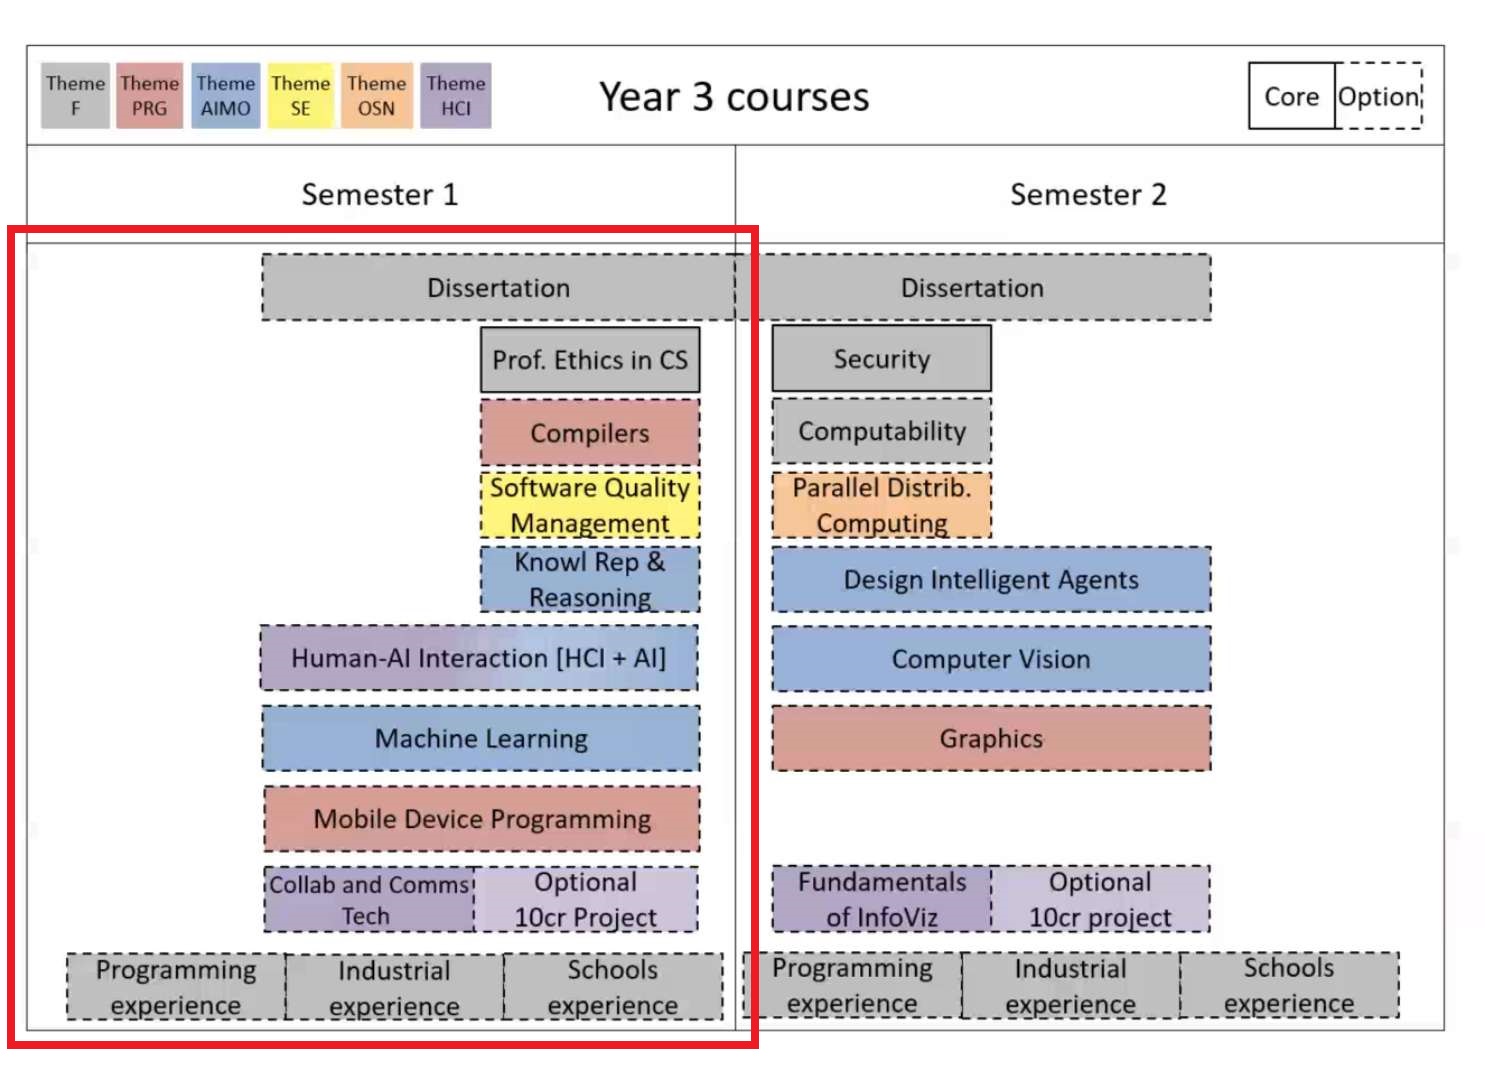 Theme
F
Theme
PRG
Theme
AIMO
Theme
SE
Theme
OSN
Theme
HCI
Year 3 courses
Core
Option
Semester 1
Semester 2
Dissertation
Dissertation
Prof. Ethics in CS
Security
Compilers
Computability
Software Quality
Management
Parallel Distrib.
Computing
Knowl Rep &
Reasoning
Design Intelligent Agents
Human-AI Interaction [HCI + AI]
Computer Vision
Machine Learning
Graphics
Mobile Device Programming
Collab and Comms
Tech
Optional
10cr Project
Fundamentals
of InfoViz
Optional
10cr project
Programming
experience
Industrial
experience
Schools
experience
Programming
experience
Industrial
experience
Schools
experience